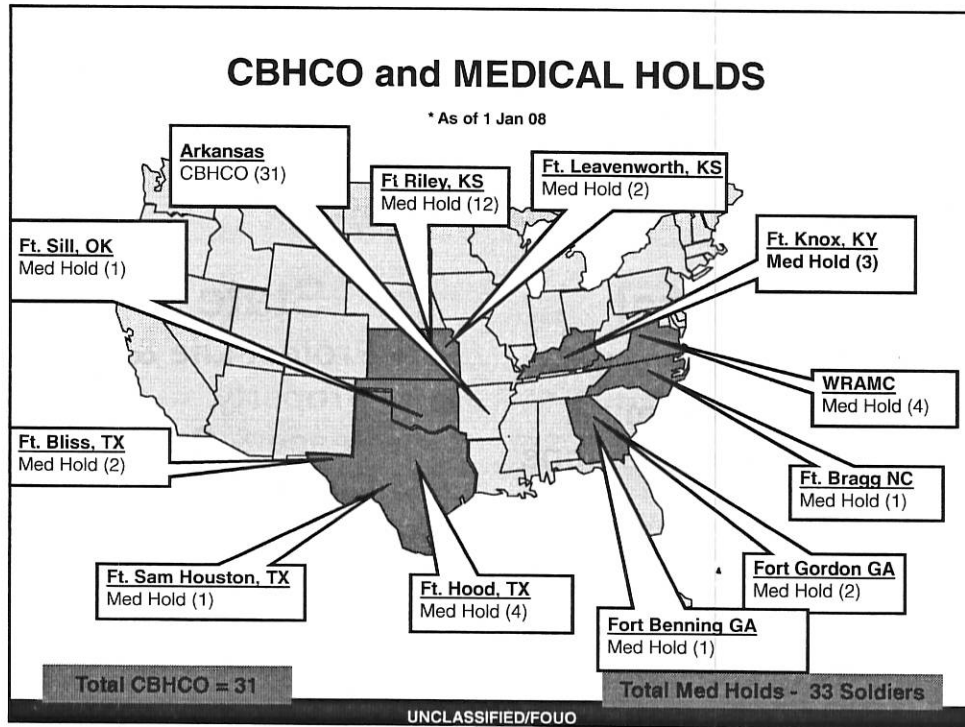 CBHCO and MEDICAL HOLDS
* As of 1 Jan 08
Arkansas
CBHCO (31)
Ft Riley, KS
Med Hold (12)
Ft. Leavenworth, KS
Med Hold (2)
Ft. Sill, OK
Med Hold (1)
Ft. Knox, KY
Med Hold (3)
WRAMC
Med Hold (4)
Ft. Bliss, TX
Med Hold (2)
Ft. Bragg NC
Med Hold (1)
Ft. Sam Houston, TX
Med Hold (1)
Ft. Hood, TX
Med Hold (4)
Fort Gordon GA
Med Hold (2)
Fort Benning GA
Med Hold (1)
Total CBHCO = 31
Total Med Holds - 33 Soldiers
UNCLASSIFIED/FOUO